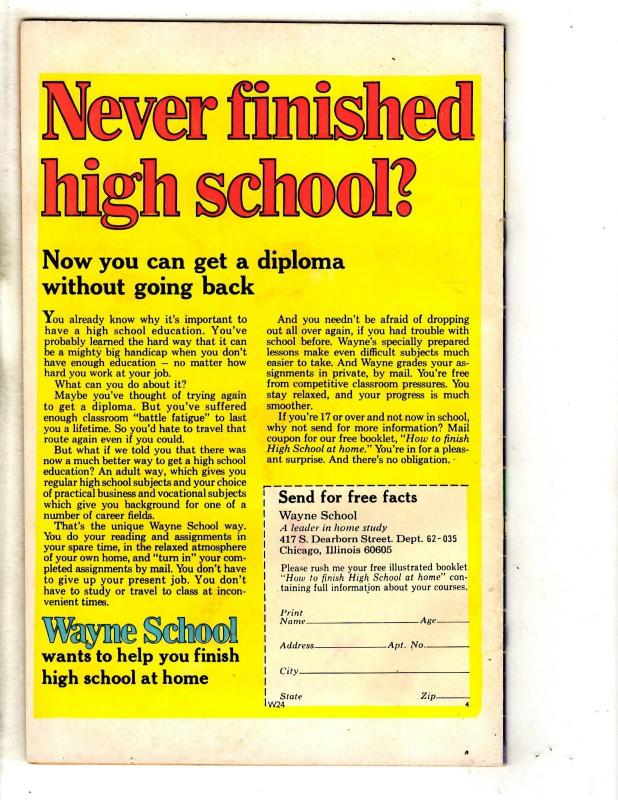 Never finished
high school?
Now you can get a diploma
without going back
You already know why it's important to
have a high school education. You've
probably learned the hard way that it can
be a mighty big handicap when you don't
have enough education — no matter how
hard you work at your job.
What can you do about it?
Maybe you've thought of trying again
to get a diploma. But you've suffered
enough classroom "battle fatigue" to last
you a lifetime. So you'd hate to travel that
route again even if you could.
But what if we told you that there was
now a much better way to get a high school
education? An adult way, which gives you
regular high school subjects and your choice
of practical business and vocational subjects
which give you background for one of a
number of career fields.
That's the unique Wayne School way.
You do your reading and assignments in
your spare time, in the relaxed atmosphere
of your own home, and "turn in" your com-
pleted assignments by mail. You don't have
to give up your present job. You don't
have to study or travel to class at incon-
venient times.
Wayne School
wants to help you finish
high school at home
And you needn't be afraid of dropping
out all over again, if you had trouble with
school before. Wayne's specially prepared
lessons make even difficult subjects much
easier to take. And Wayne grades your as-
signments in private, by mail. You're free
from competitive classroom pressures. You
stay relaxed, and your progress is much
smoother.
If you're 17 or over and not now in school,
why not send for more information? Mail
coupon for our free booklet, "How to finish
High School at home." You're in for a pleas-
ant surprise. And there's no obligation.
Send for free facts
Wayne School
A leader in home study
417 S. Dearborn Street. Dept. 62-035
Chicago, Illinois 60605
Please rush me your free illustrated booklet
"How to finish High School at home" con-
taining full information about your courses.
Print
Name Age
Address Apt. No.
City
State Zip
W24 4